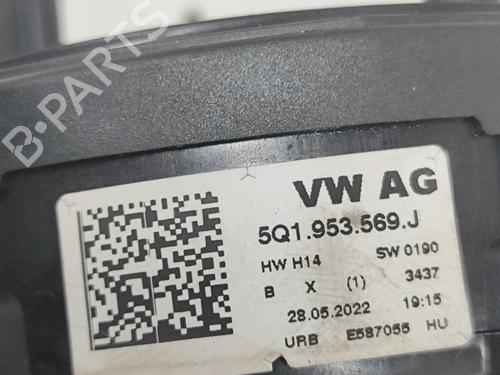 B-PARTS
VW AG
5Q1.953.569.J
HW H14 SW 0190
B X (1) 3437
28.05.2022 19:15
URB E587055 HU